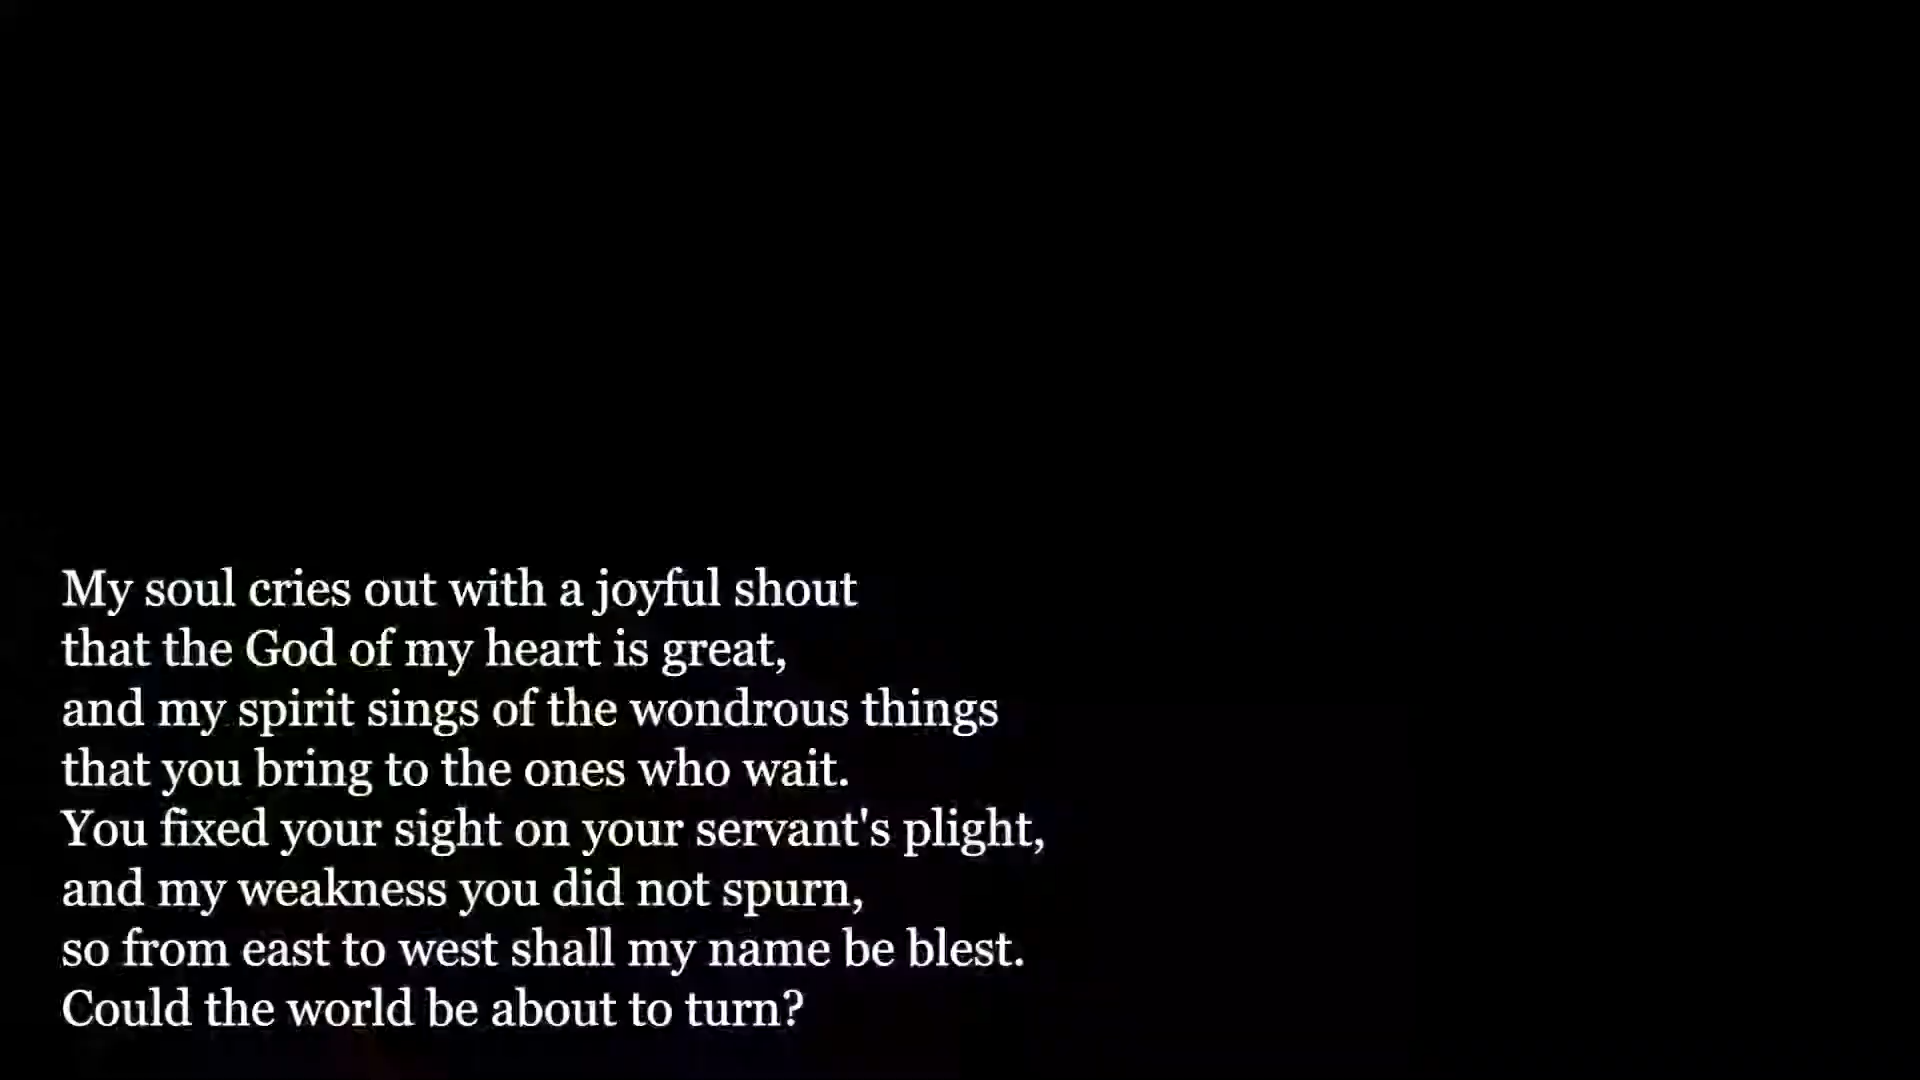 My soul cries out with a joyful shout
that the God of my heart is great,
and my spirit sings of the wondrous things
that you bring to the ones who wait.
You fixed your sight on your servant's plight,
and my weakness you did not spurn,
so from east to west shall my name be blest.
Could the world be about to turn?